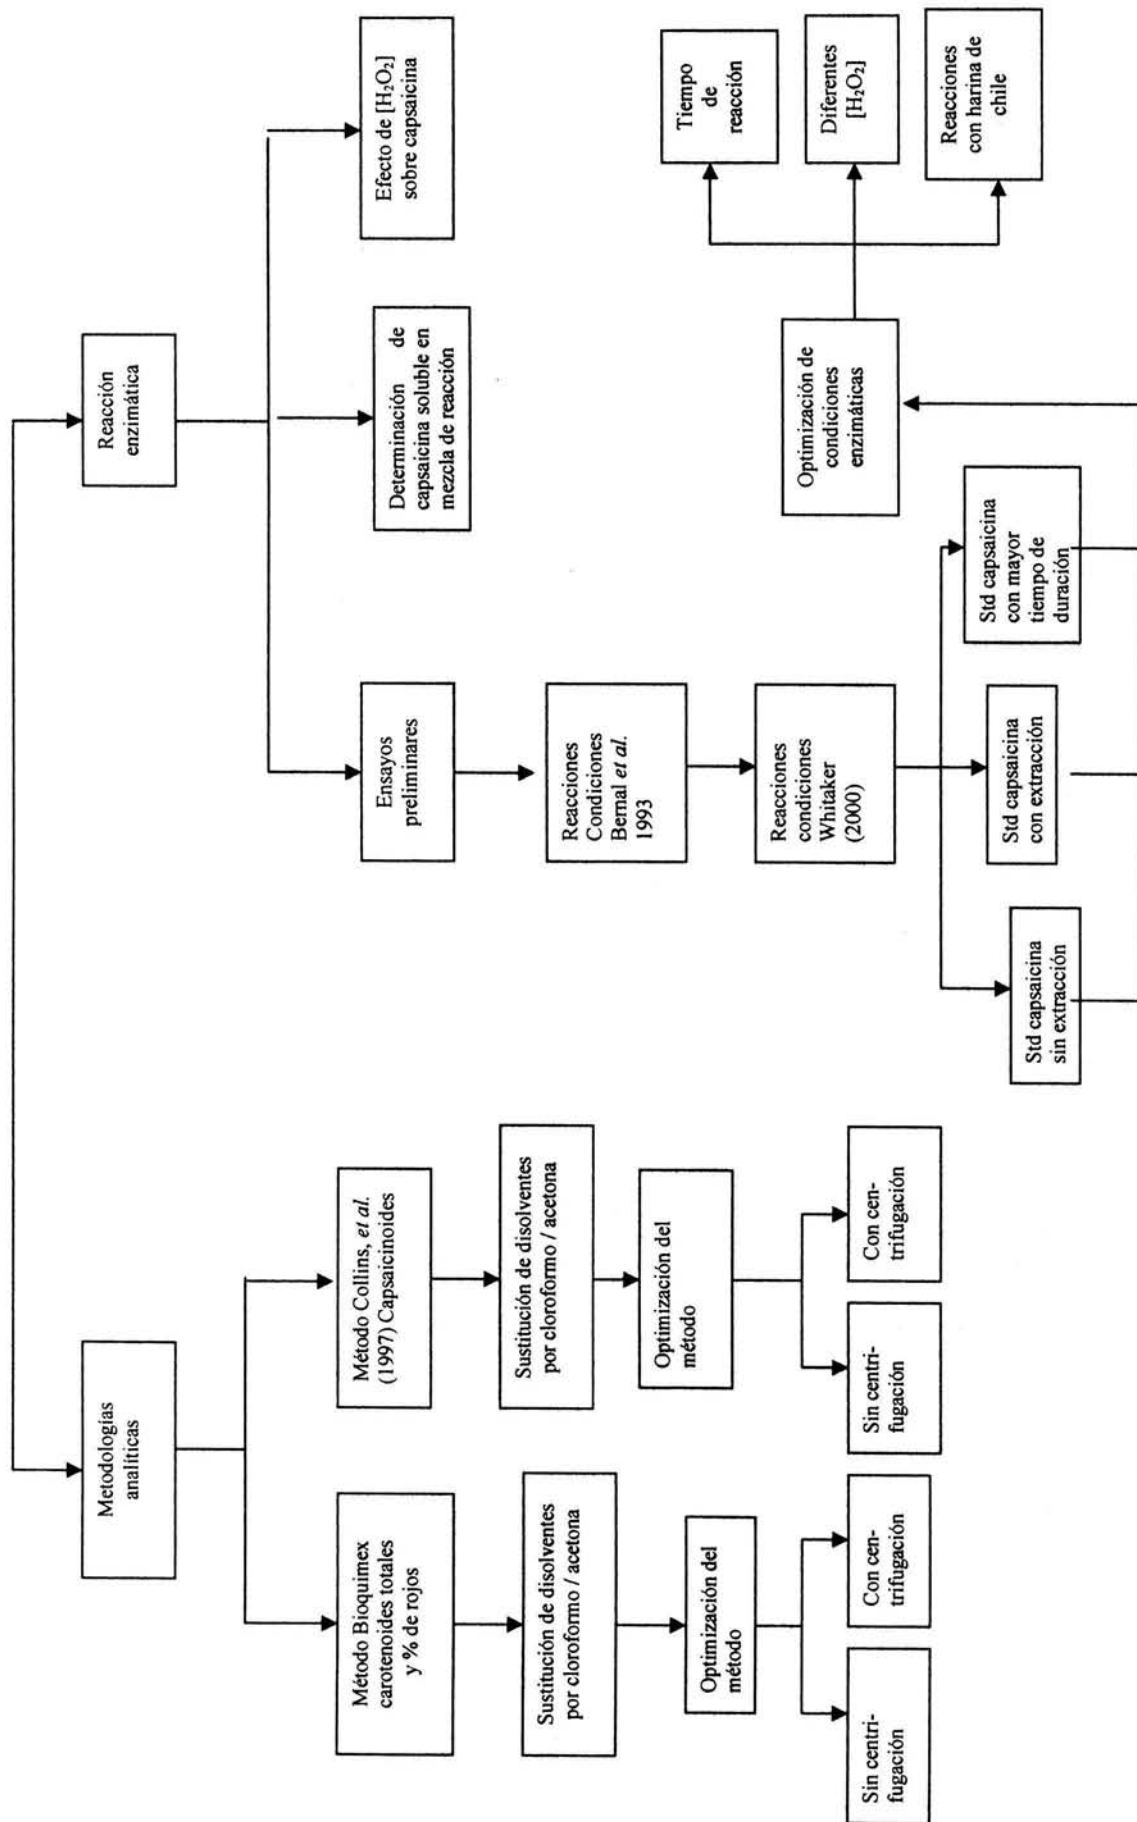 Metodologías
analíticas
Reacción
enzimática
Método Bioquimex
carotenoides totales
y % de rojos
Sustitución de disolventes
por cloroformo / acetona
Optimización del
método
Sin centri-
fugación
Con cen-
trifugación
Método Collins, et al.
(1997) Capsaicinoides
Sustitución de disolventes
por cloroformo / acetona
Optimización del
método
Sin centri-
fugación
Con cen-
trifugación
Ensayos
preliminares
Reacciones
Condiciones
Bernal et al.
1993
Reacciones
condiciones
Whitaker
(2000)
Std capsaicina
sin extracción
Std capsaicina
con extracción
Std capsaicina
con mayor
tiempo de
duración
Determinación de
capsaicina soluble en
mezcla de reacción
Efecto de [H₂O₂]
sobre capsaicina
Optimización de
condiciones
enzimáticas
Tiempo
de
reacción
Diferentes
[H₂O₂]
Reacciones
con harina de
chile